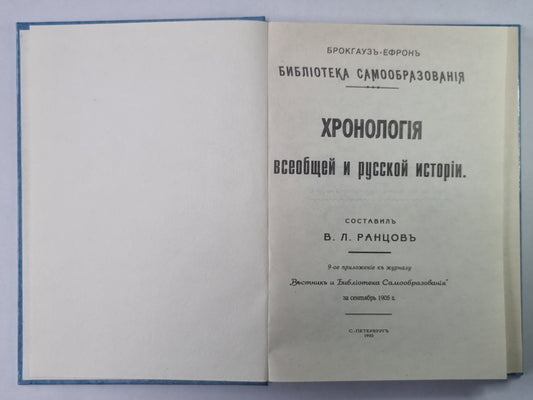 БРОКГАУЗЪ-ЕФРОНЪ
БИБЛІОТЕКА САМООБРАЗОВАНІЯ
ХРОНОЛОГІЯ
всеобщей и русской исторіи.
СОСТАВИЛЪ
В. Л. РАНЦОВЪ
9-ое приложеніе къ журналу
„Вѣстникъ и Библіотека Самообразованія"
за сентябрь 1905 г.
С.-ПЕТЕРБУРГЪ